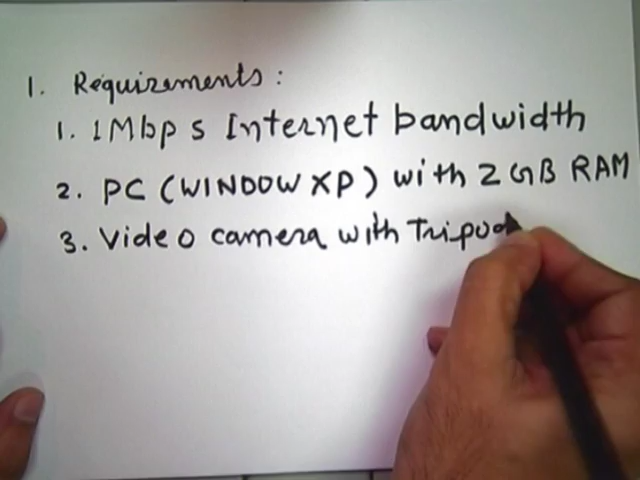 1. Requirements:
1. 1Mbps Internet bandwidth
2. PC (WINDOW XP) with 2GB RAM
3. Video camera with Tripod